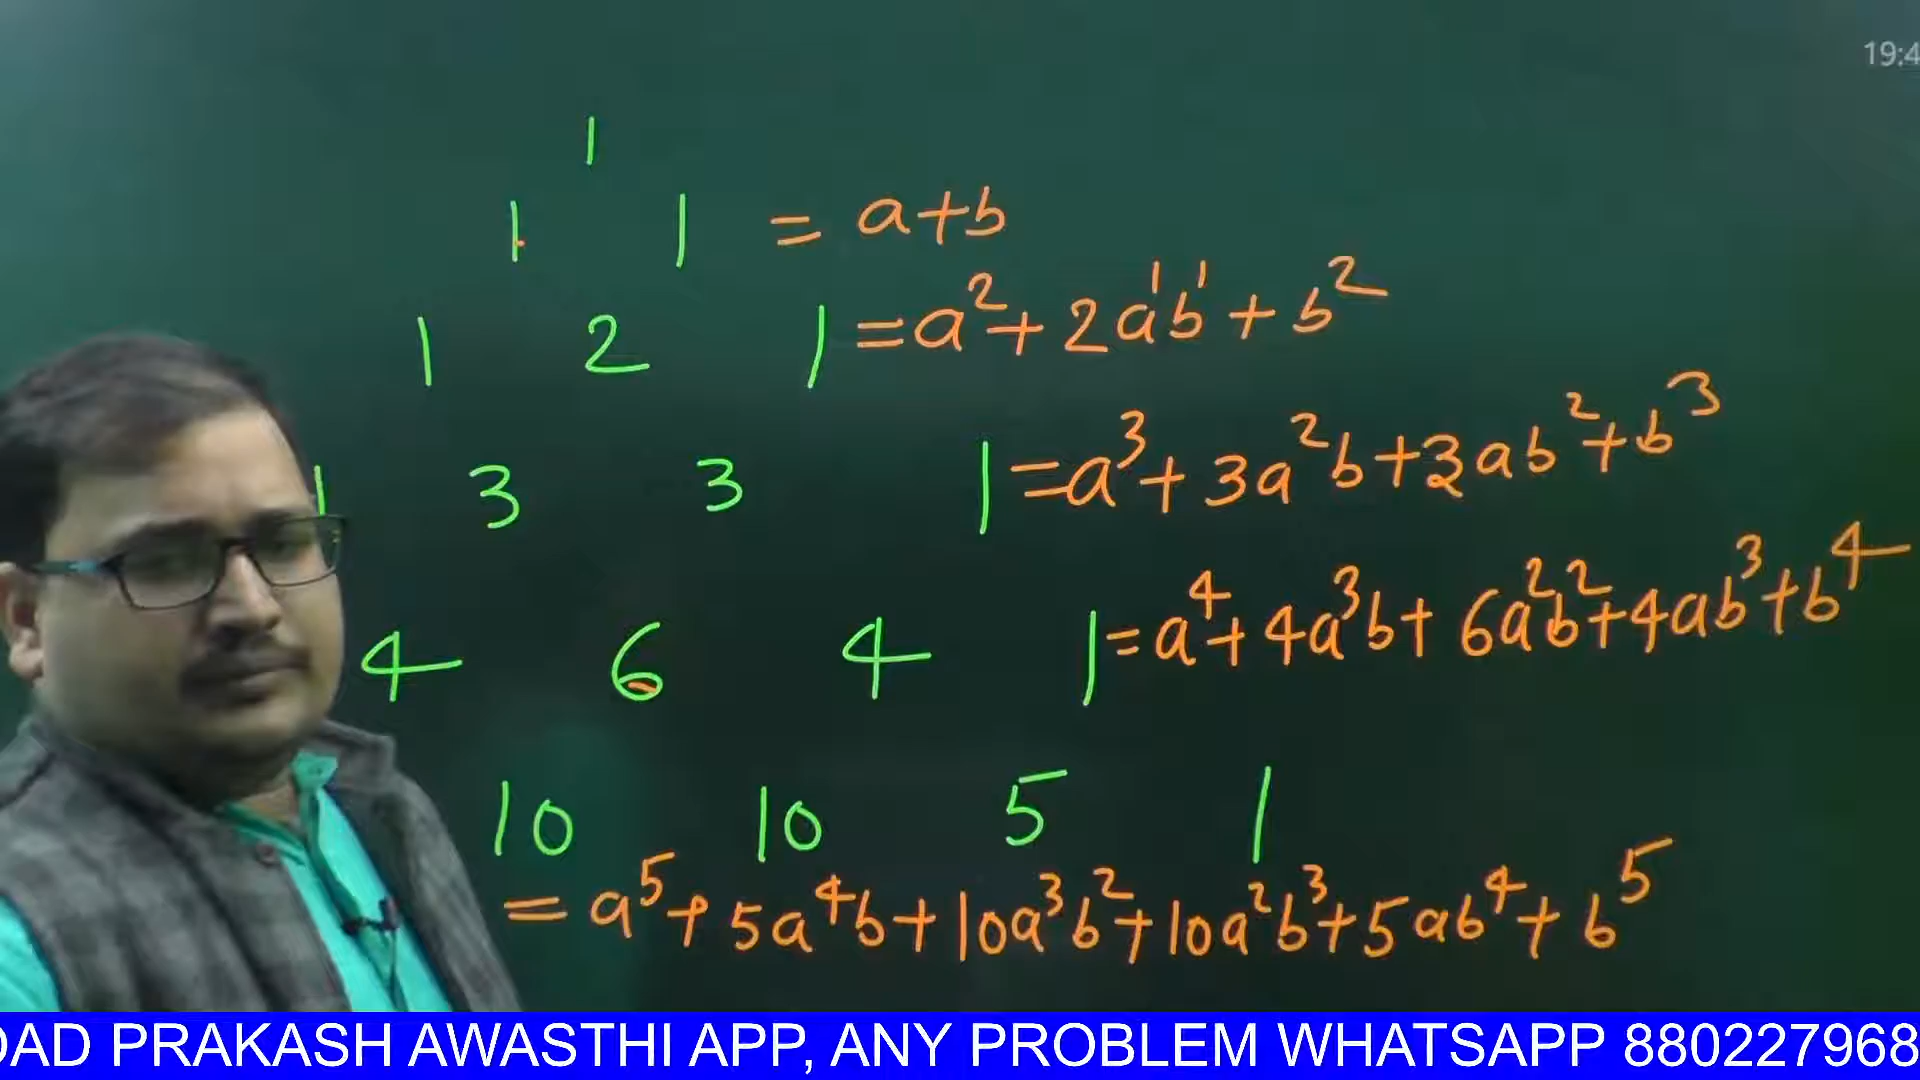 19:4
1
1 1 = a+b
1 2 1 = a² + 2a¹b¹ + b²
1 3 3 1 = a³ + 3a²b + 3ab² + b³
4 6 4 1 = a⁴ + 4a³b + 6a²b² + 4ab³ + b⁴
10 10 5 1
= a⁵ + 5a⁴b + 10a³b² + 10a²b³ + 5ab⁴ + b⁵
OAD PRAKASH AWASTHI APP, ANY PROBLEM WHATSAPP 880227968